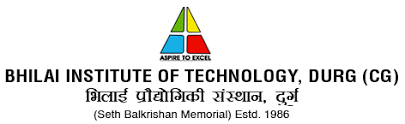 ASPIRE TO EXCEL
BHILAI INSTITUTE OF TECHNOLOGY, DURG (CG)
भिलाई प्रौद्योगिकी संस्थान, दुर्ग
(Seth Balkrishan Memorial) Estd. 1986